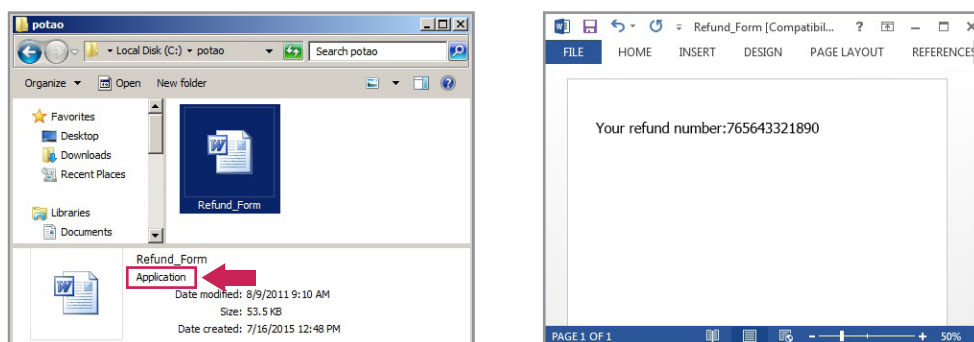 potao
Local Disk (C:) potao
Search potao
Organize Open New folder
Favorites
Desktop
Downloads
Recent Places
Libraries
Documents
Refund_Form
Refund_Form
Application
Date modified: 8/9/2011 9:10 AM
Size: 53.5 KB
Date created: 7/16/2015 12:48 PM
Refund_Form [Compatibil...
FILE HOME INSERT DESIGN PAGE LAYOUT REFERENCES
Your refund number:765643321890
PAGE 1 OF 1
50%